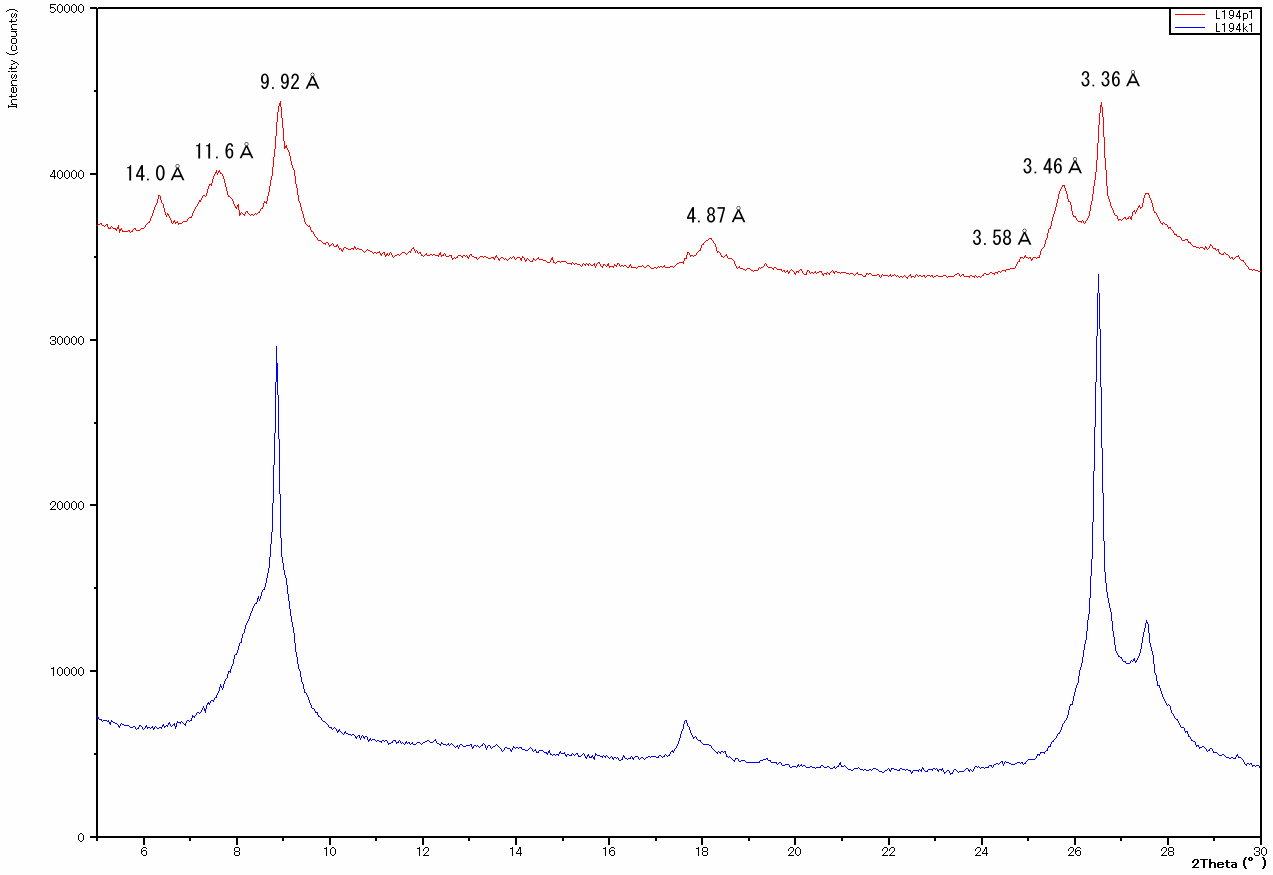 Intensity (counts)
50000
40000
30000
20000
10000
0
L194p1
L194k1
14.0 Å
11.6 Å
9.92 Å
4.87 Å
3.58 Å
3.46 Å
3.36 Å
6 8 10 12 14 16 18 20 22 24 26 28 30
2Theta (°)